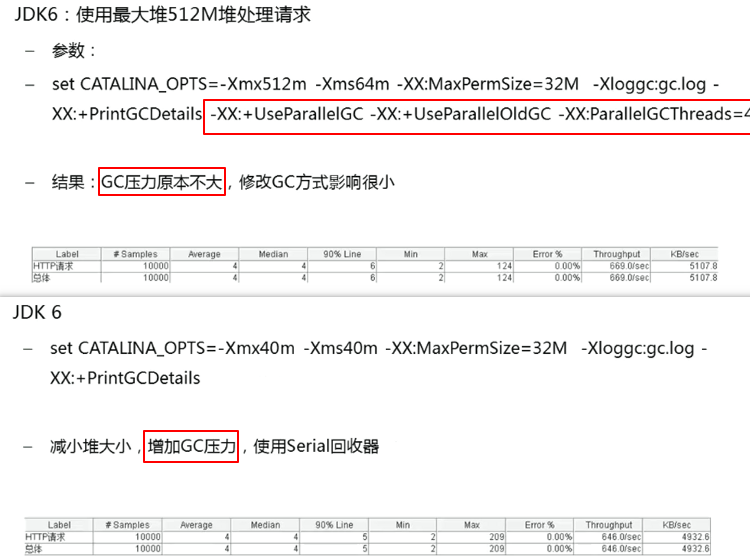 JDK6：使用最大堆512M堆处理请求
– 参数：
– set CATALINA_OPTS=-Xmx512m -Xms64m -XX:MaxPermSize=32M -Xloggc:gc.log -
XX:+PrintGCDetails -XX:+UseParallelGC -XX:+UseParallelOldGC -XX:ParallelGCThreads=4
– 结果：GC压力原本不大，修改GC方式影响很小
Label # Samples Average Median 90% Line Min Max Error % Throughput KB/sec
HTTP请求 10000 4 4 6 2 124 0.00% 669.0/sec 5107.8
总体 10000 4 4 6 2 124 0.00% 669.0/sec 5107.8
JDK 6
– set CATALINA_OPTS=-Xmx40m -Xms40m -XX:MaxPermSize=32M -Xloggc:gc.log -
XX:+PrintGCDetails
– 减小堆大小，增加GC压力，使用Serial回收器
Label # Samples Average Median 90% Line Min Max Error % Throughput KB/sec
HTTP请求 10000 4 4 5 2 209 0.00% 646.0/sec 4932.6
总体 10000 4 4 5 2 209 0.00% 646.0/sec 4932.6